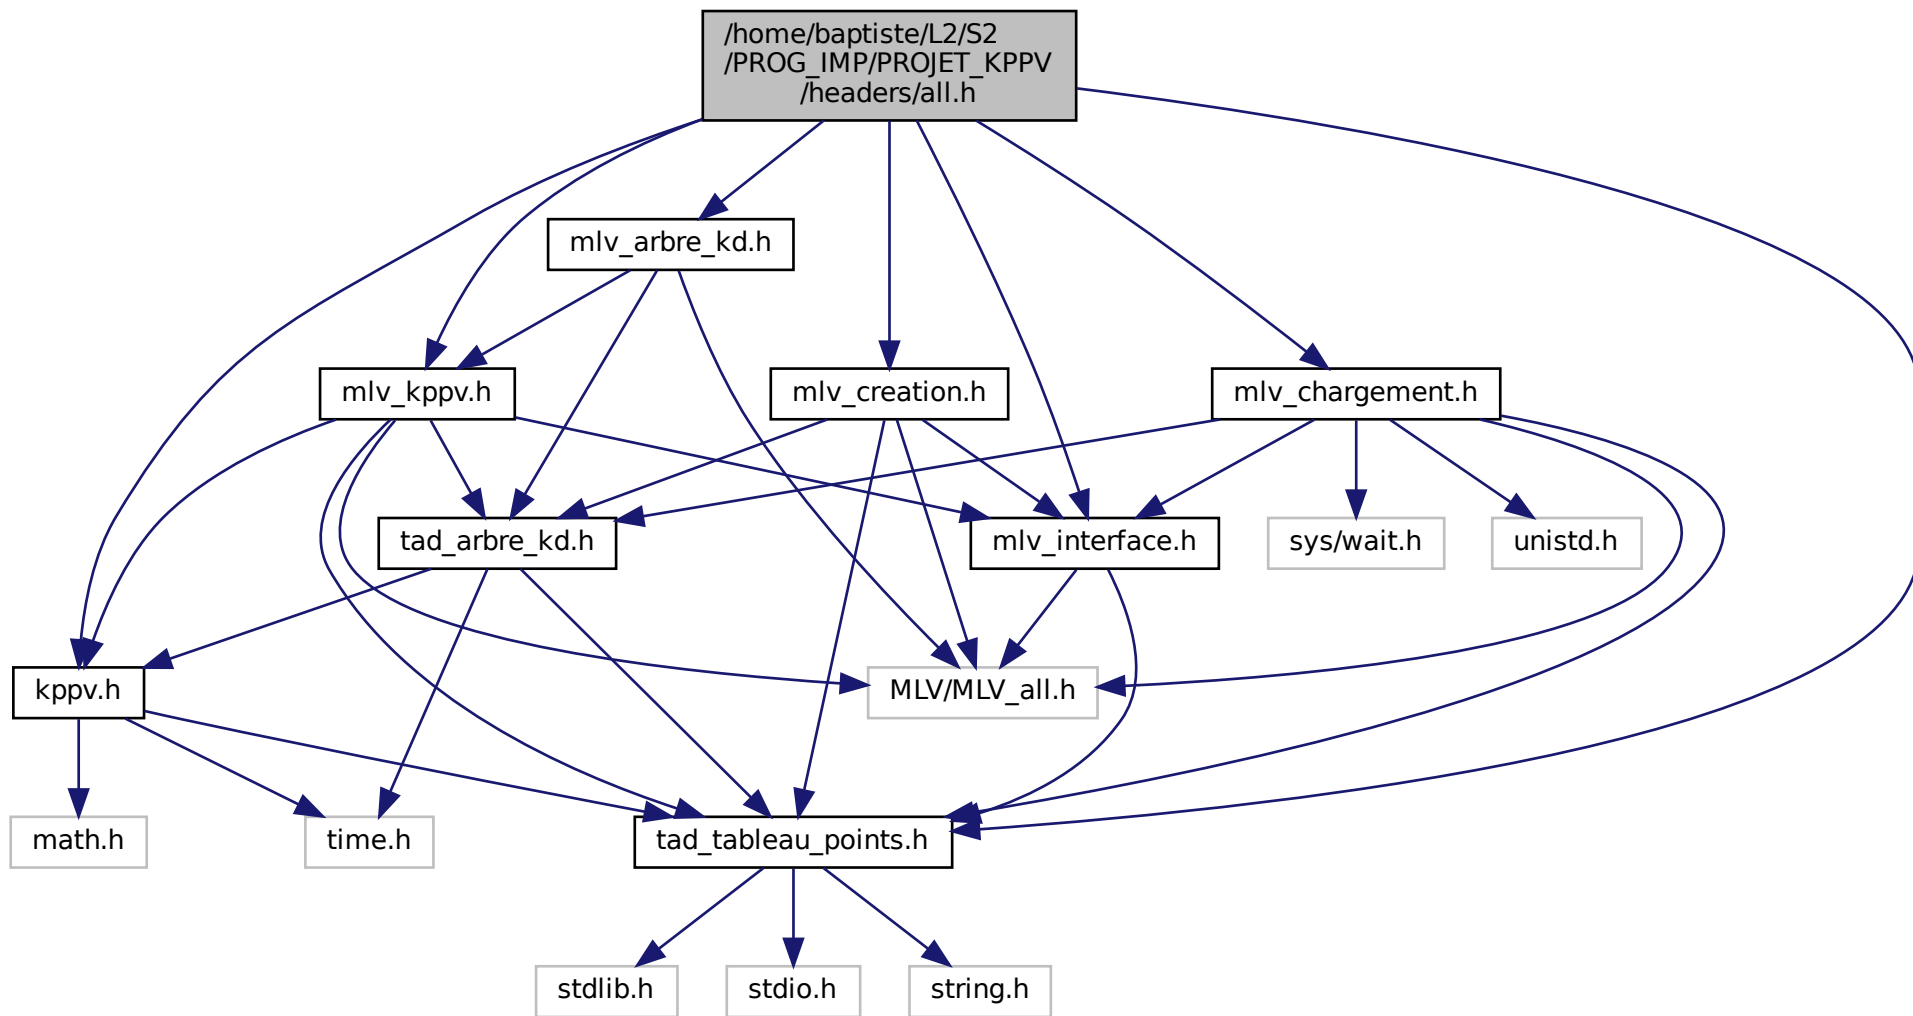 /home/baptiste/L2/S2
/PROG_IMP/PROJET_KPPV
/headers/all.h
mlv_arbre_kd.h
mlv_kppv.h
mlv_creation.h
mlv_chargement.h
tad_arbre_kd.h
mlv_interface.h
sys/wait.h
unistd.h
kppv.h
MLV/MLV_all.h
math.h
time.h
tad_tableau_points.h
stdlib.h
stdio.h
string.h